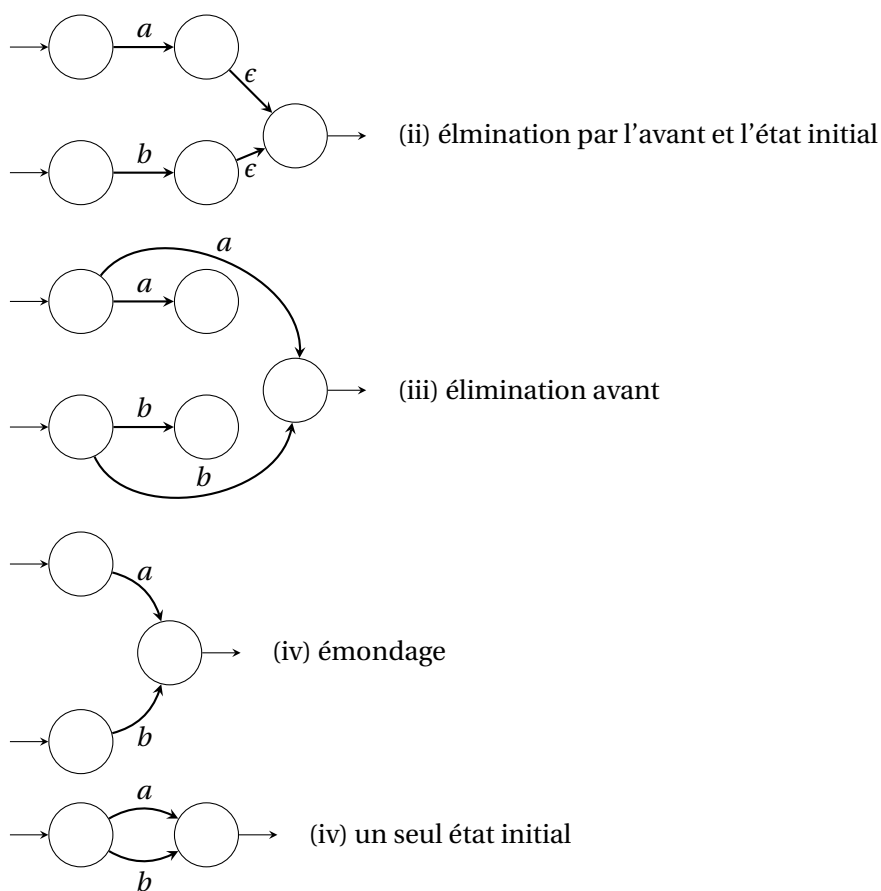 a
ϵ
(ii) élmination par l'avant et l'état initial
b
ϵ
a
a
(iii) élimination avant
b
b
a
(iv) émondage
b
a
(iv) un seul état initial
b